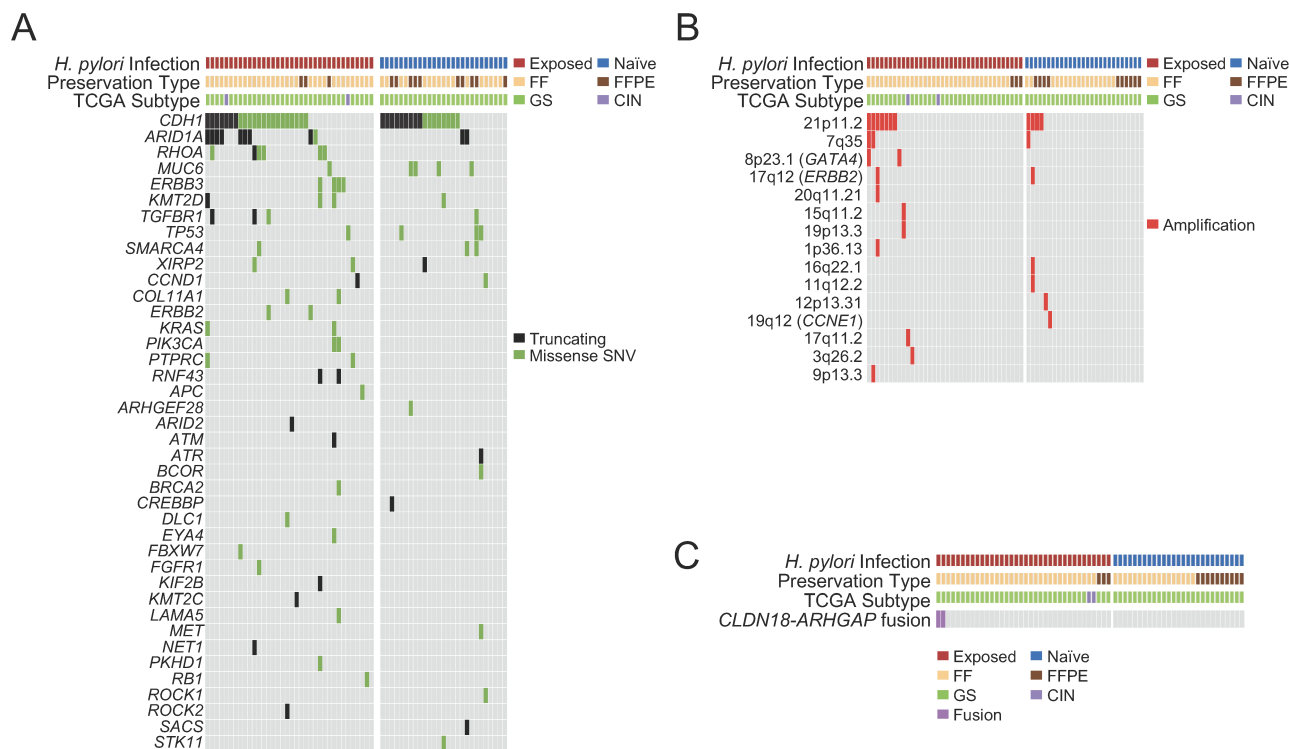 A
H. pylori Infection
Preservation Type
TCGA Subtype
Exposed Naïve
FF FFPE
GS CIN
CDH1
ARID1A
RHOA
MUC6
ERBB3
KMT2D
TGFBR1
TP53
SMARCA4
XIRP2
CCND1
COL11A1
ERBB2
KRAS
PIK3CA
PTPRC
RNF43
APC
ARHGEF28
ARID2
ATM
ATR
BCOR
BRCA2
CREBBP
DLC1
EYA4
FBXW7
FGFR1
KIF2B
KMT2C
LAMA5
MET
NET1
PKHD1
RB1
ROCK1
ROCK2
SACS
STK11
Truncating
Missense SNV
B
H. pylori Infection
Preservation Type
TCGA Subtype
Exposed Naïve
FF FFPE
GS CIN
21p11.2
7q35
8p23.1 (GATA4)
17q12 (ERBB2)
20q11.21
15q11.2
19p13.3
1p36.13
16q22.1
11q12.2
12p13.31
19q12 (CCNE1)
17q11.2
3q26.2
9p13.3
Amplification
C
H. pylori Infection
Preservation Type
TCGA Subtype
CLDN18-ARHGAP fusion
Exposed Naïve
FF FFPE
GS CIN
Fusion